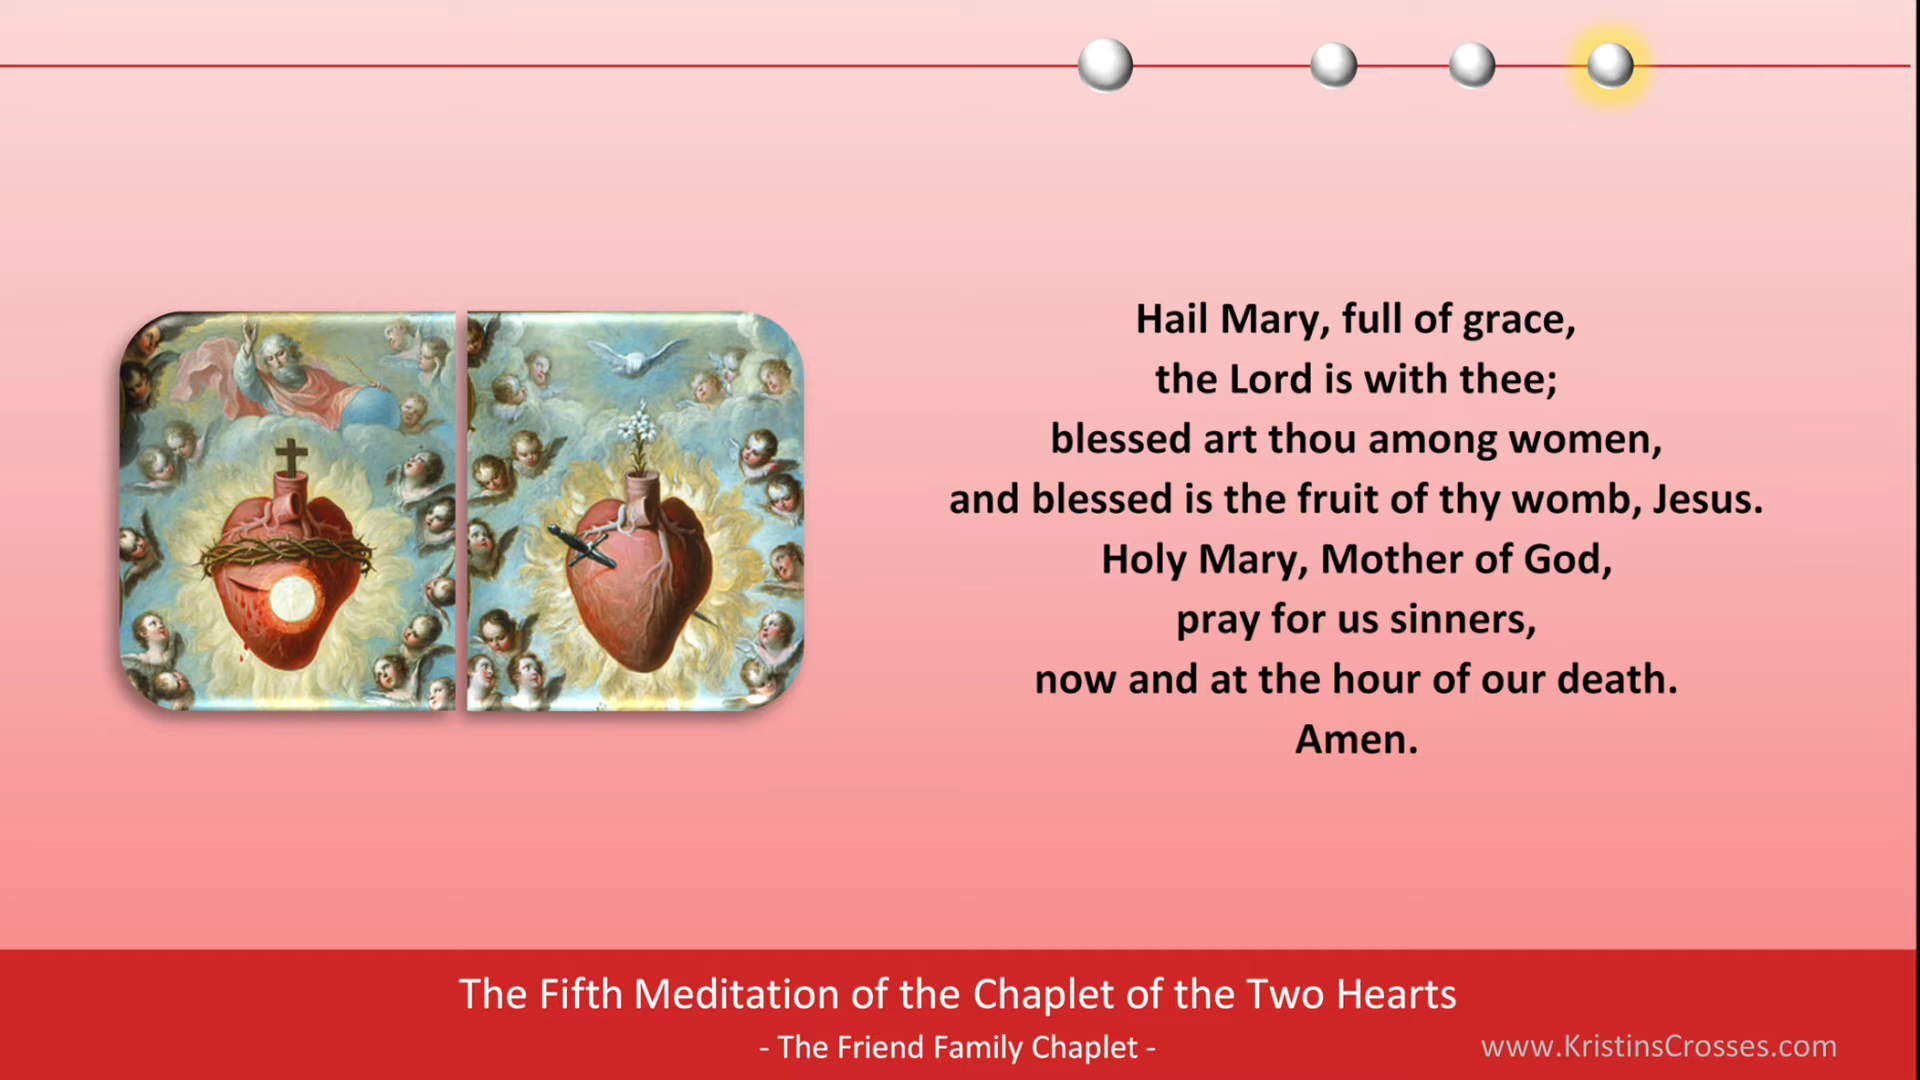 Hail Mary, full of grace,
the Lord is with thee;
blessed art thou among women,
and blessed is the fruit of thy womb, Jesus.
Holy Mary, Mother of God,
pray for us sinners,
now and at the hour of our death.
Amen.
The Fifth Meditation of the Chaplet of the Two Hearts
- The Friend Family Chaplet -
www.KristinsCrosses.com